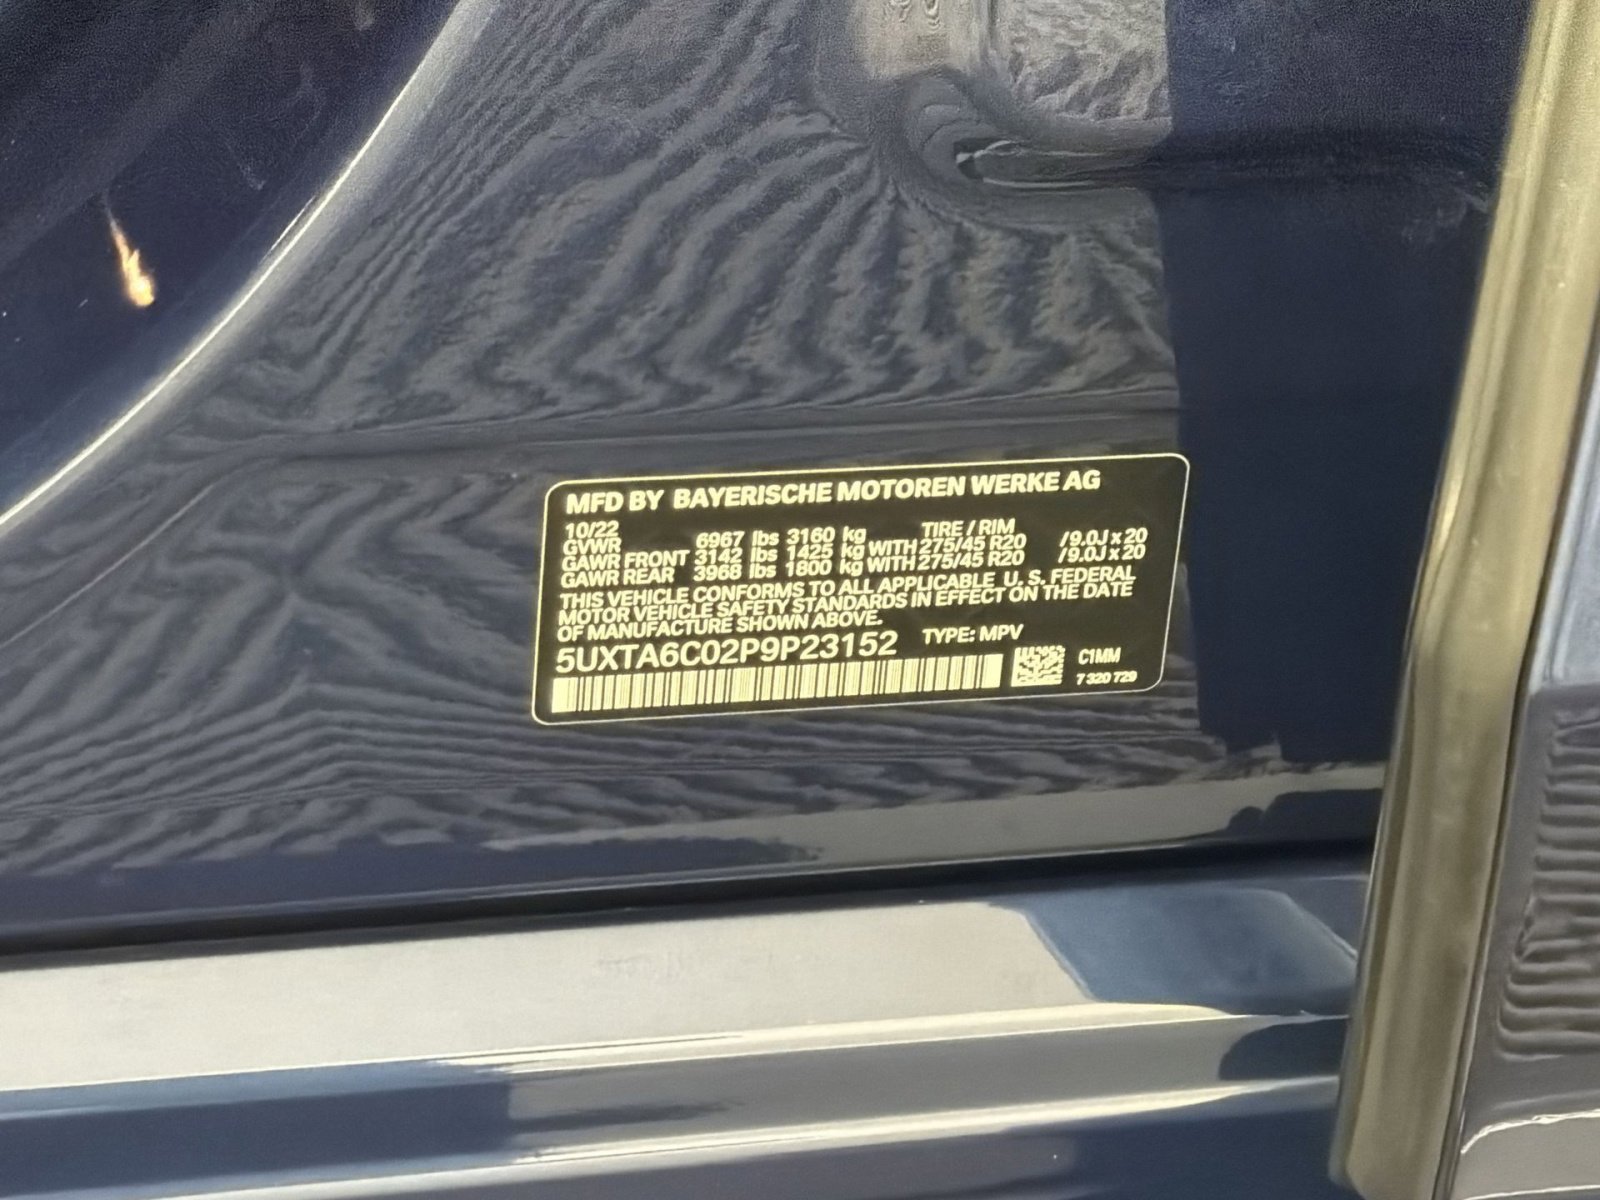 MFD BY BAYERISCHE MOTOREN WERKE AG
10/22 TIRE / RIM
GVWR 6967 lbs 3160 kg
GAWR FRONT 3142 lbs 1425 kg WITH 275/45 R20 /9.0J x 20
GAWR REAR 3968 lbs 1800 kg WITH 275/45 R20 /9.0J x 20
THIS VEHICLE CONFORMS TO ALL APPLICABLE U. S. FEDERAL
MOTOR VEHICLE SAFETY STANDARDS IN EFFECT ON THE DATE
OF MANUFACTURE SHOWN ABOVE.
5UXTA6C02P9P23152 TYPE: MPV
C1MM
7 320 729